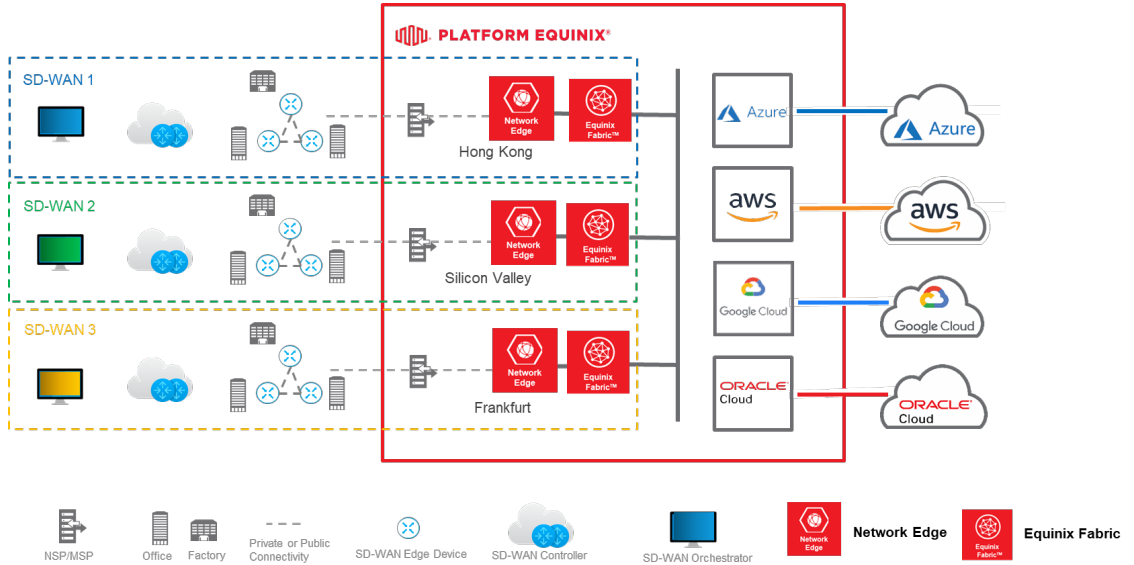 PLATFORM EQUINIX®
SD-WAN 1
Network
Edge
Equinix
Fabric™
Hong Kong
Azure
Azure
SD-WAN 2
Network
Edge
Equinix
Fabric™
Silicon Valley
aws
aws
Google Cloud
Google Cloud
SD-WAN 3
Network
Edge
Equinix
Fabric™
Frankfurt
ORACLE®
Cloud
ORACLE®
Cloud
NSP/MSP
Office
Factory
Private or Public
Connectivity
SD-WAN Edge Device
SD-WAN Controller
SD-WAN Orchestrator
Network
Edge
Network Edge
Equinix
Fabric™
Equinix Fabric